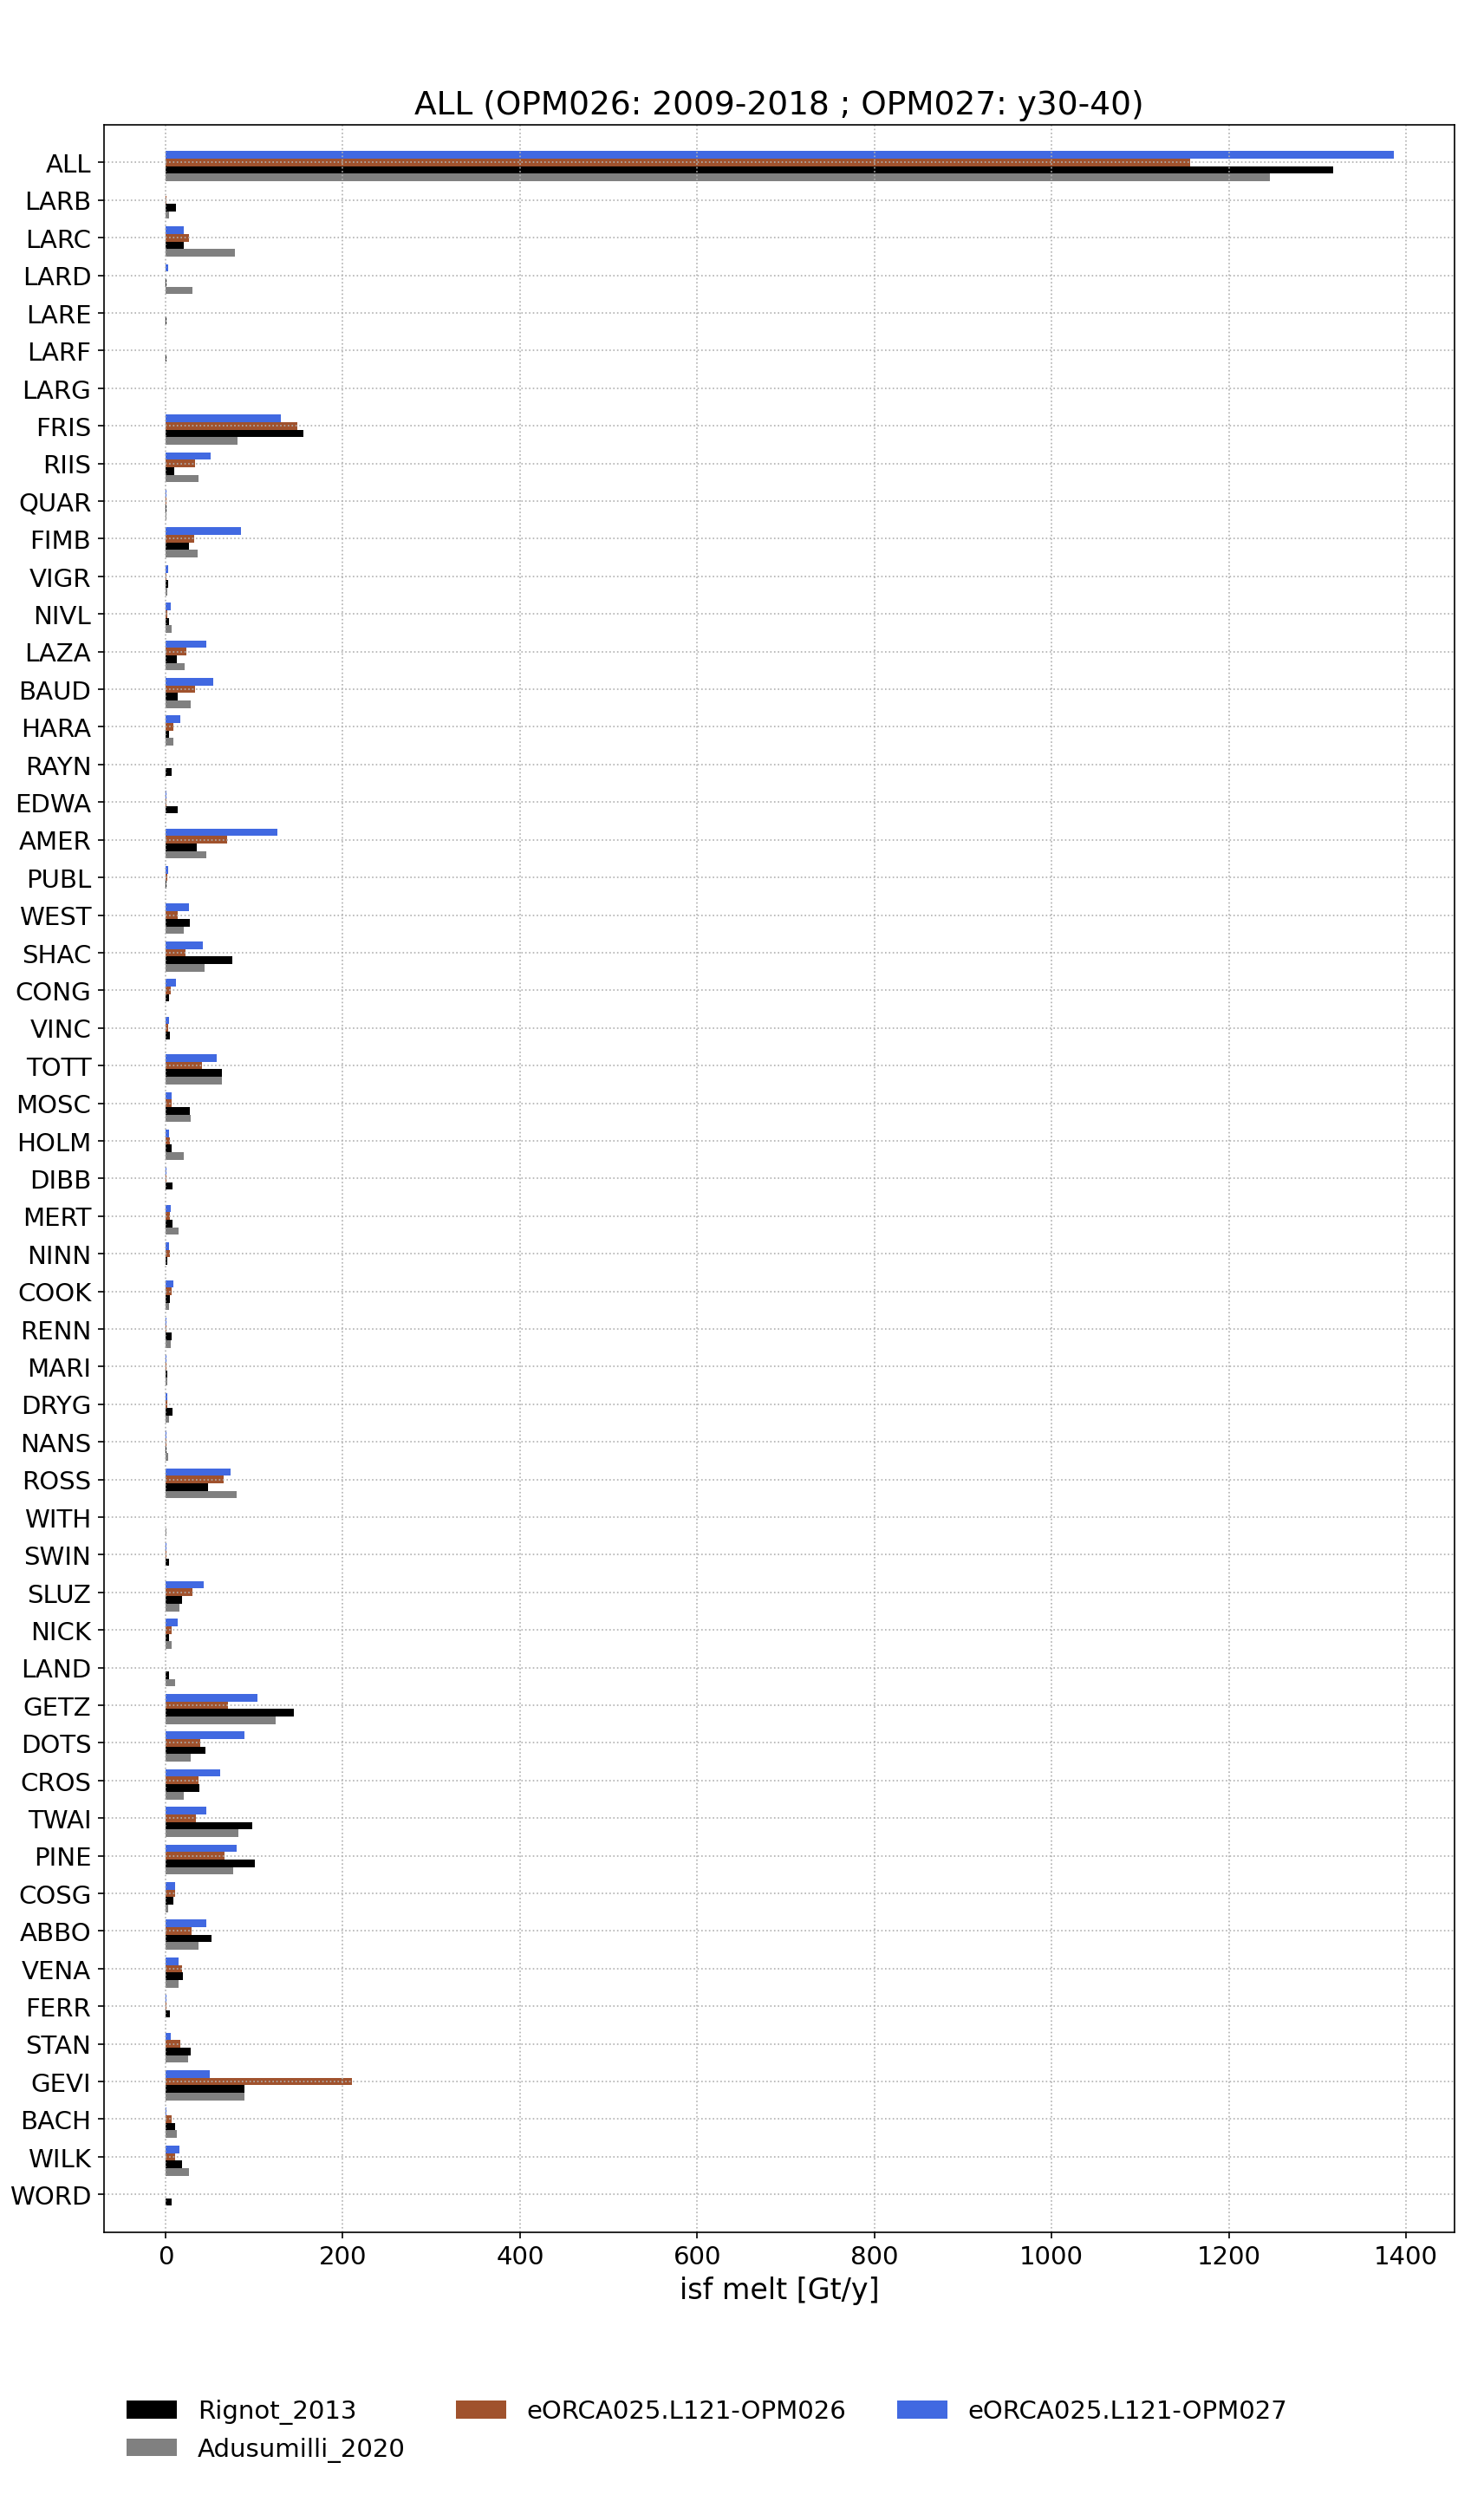 ALL (OPM026: 2009-2018 ; OPM027: y30-40)
ALL
LARB
LARC
LARD
LARE
LARF
LARG
FRIS
RIIS
QUAR
FIMB
VIGR
NIVL
LAZA
BAUD
HARA
RAYN
EDWA
AMER
PUBL
WEST
SHAC
CONG
VINC
TOTT
MOSC
HOLM
DIBB
MERT
NINN
COOK
RENN
MARI
DRYG
NANS
ROSS
WITH
SWIN
SLUZ
NICK
LAND
GETZ
DOTS
CROS
TWAI
PINE
COSG
ABBO
VENA
FERR
STAN
GEVI
BACH
WILK
WORD
0 200 400 600 800 1000 1200 1400
isf melt [Gt/y]
Rignot_2013 eORCA025.L121-OPM026 eORCA025.L121-OPM027
Adusumilli_2020